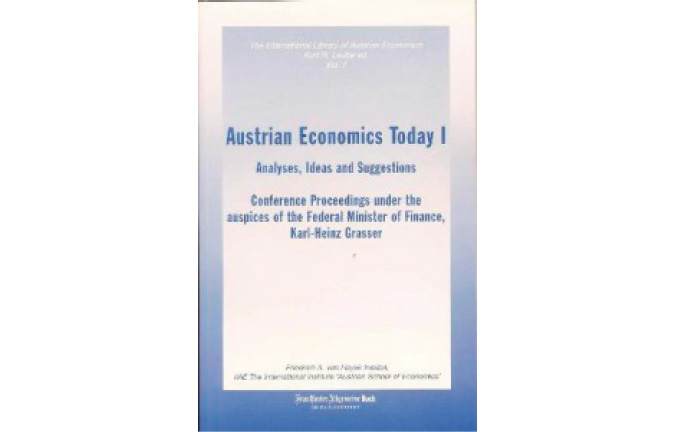 The International Library of Austrian Economics
Kurt R. Leube ed.
Vol. 7
Austrian Economics Today I
Analyses, Ideas and Suggestions
Conference Proceedings under the
auspices of the Federal Minister of Finance,
Karl-Heinz Grasser
Friedrich A. von Hayek Institut,
The International Institute "Austrian School of Economics"
Frankfurter Allgemeine Buch